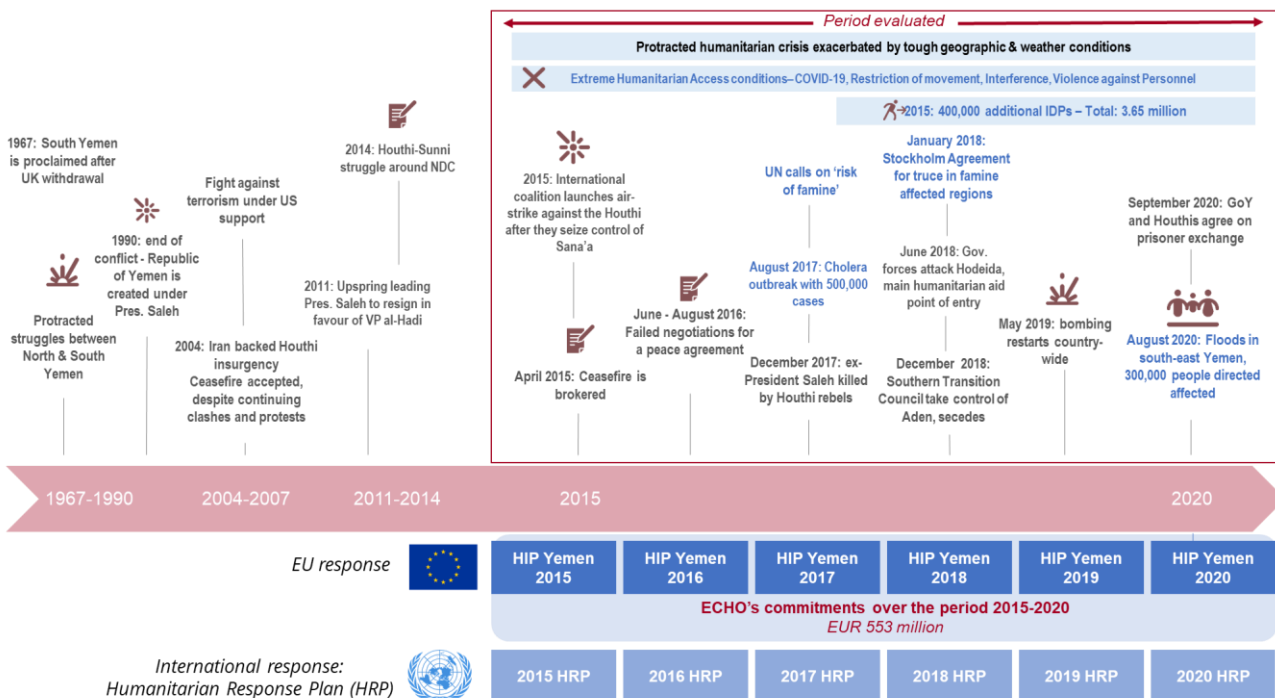 Period evaluated
Protracted humanitarian crisis exacerbated by tough geographic & weather conditions
Extreme Humanitarian Access conditions–COVID-19, Restriction of movement, Interference, Violence against Personnel
2015: 400,000 additional IDPs – Total: 3.65 million
1967: South Yemen
is proclaimed after
UK withdrawal
Protracted
struggles between
North & South
Yemen
1990: end of
conflict - Republic
of Yemen is
created under
Pres. Saleh
Fight against
terrorism under US
support
2004: Iran backed Houthi
insurgency
Ceasefire accepted,
despite continuing
clashes and protests
2014: Houthi-Sunni
struggle around NDC
2011: Upspring leading
Pres. Saleh to resign in
favour of VP al-Hadi
2015: International
coalition launches air-
strike against the Houthi
after they seize control of
Sana'a
April 2015: Ceasefire is
brokered
June - August 2016:
Failed negotiations for
a peace agreement
UN calls on 'risk
of famine'
August 2017: Cholera
outbreak with 500,000
cases
December 2017: ex-
President Saleh killed
by Houthi rebels
January 2018:
Stockholm Agreement
for truce in famine
affected regions
June 2018: Gov.
forces attack Hodeida,
main humanitarian aid
point of entry
December 2018:
Southern Transition
Council take control of
Aden, secedes
May 2019: bombing
restarts country-
wide
September 2020: GoY
and Houthis agree on
prisoner exchange
August 2020: Floods in
south-east Yemen,
300,000 people directed
affected
1967-1990
2004-2007
2011-2014
2015
2020
EU response
HIP Yemen
2015
HIP Yemen
2016
HIP Yemen
2017
HIP Yemen
2018
HIP Yemen
2019
HIP Yemen
2020
ECHO's commitments over the period 2015-2020
EUR 553 million
International response:
Humanitarian Response Plan (HRP)
2015 HRP
2016 HRP
2017 HRP
2018 HRP
2019 HRP
2020 HRP